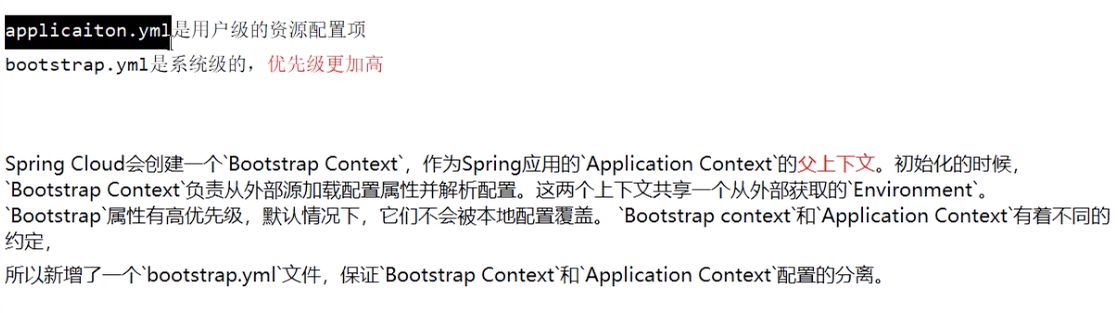 applicaiton.yml是用户级的资源配置项
bootstrap.yml是系统级的，优先级更加高
Spring Cloud会创建一个`Bootstrap Context`，作为Spring应用的`Application Context`的父上下文。初始化的时候，
`Bootstrap Context`负责从外部源加载配置属性并解析配置。这两个上下文共享一个从外部获取的`Environment`。
`Bootstrap`属性有高优先级，默认情况下，它们不会被本地配置覆盖。 `Bootstrap context`和`Application Context`有着不同的
约定，
所以新增了一个`bootstrap.yml`文件，保证`Bootstrap Context`和`Application Context`配置的分离。